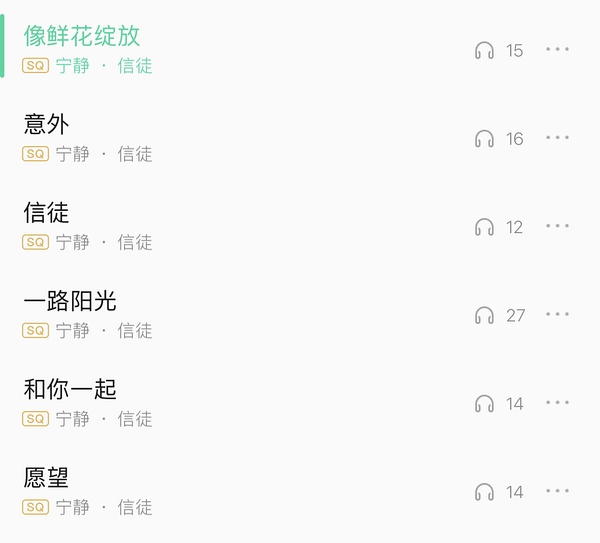 像鲜花绽放
SQ 宁静 · 信徒
15
意外
SQ 宁静 · 信徒
16
信徒
SQ 宁静 · 信徒
12
一路阳光
SQ 宁静 · 信徒
27
和你一起
SQ 宁静 · 信徒
14
愿望
SQ 宁静 · 信徒
14